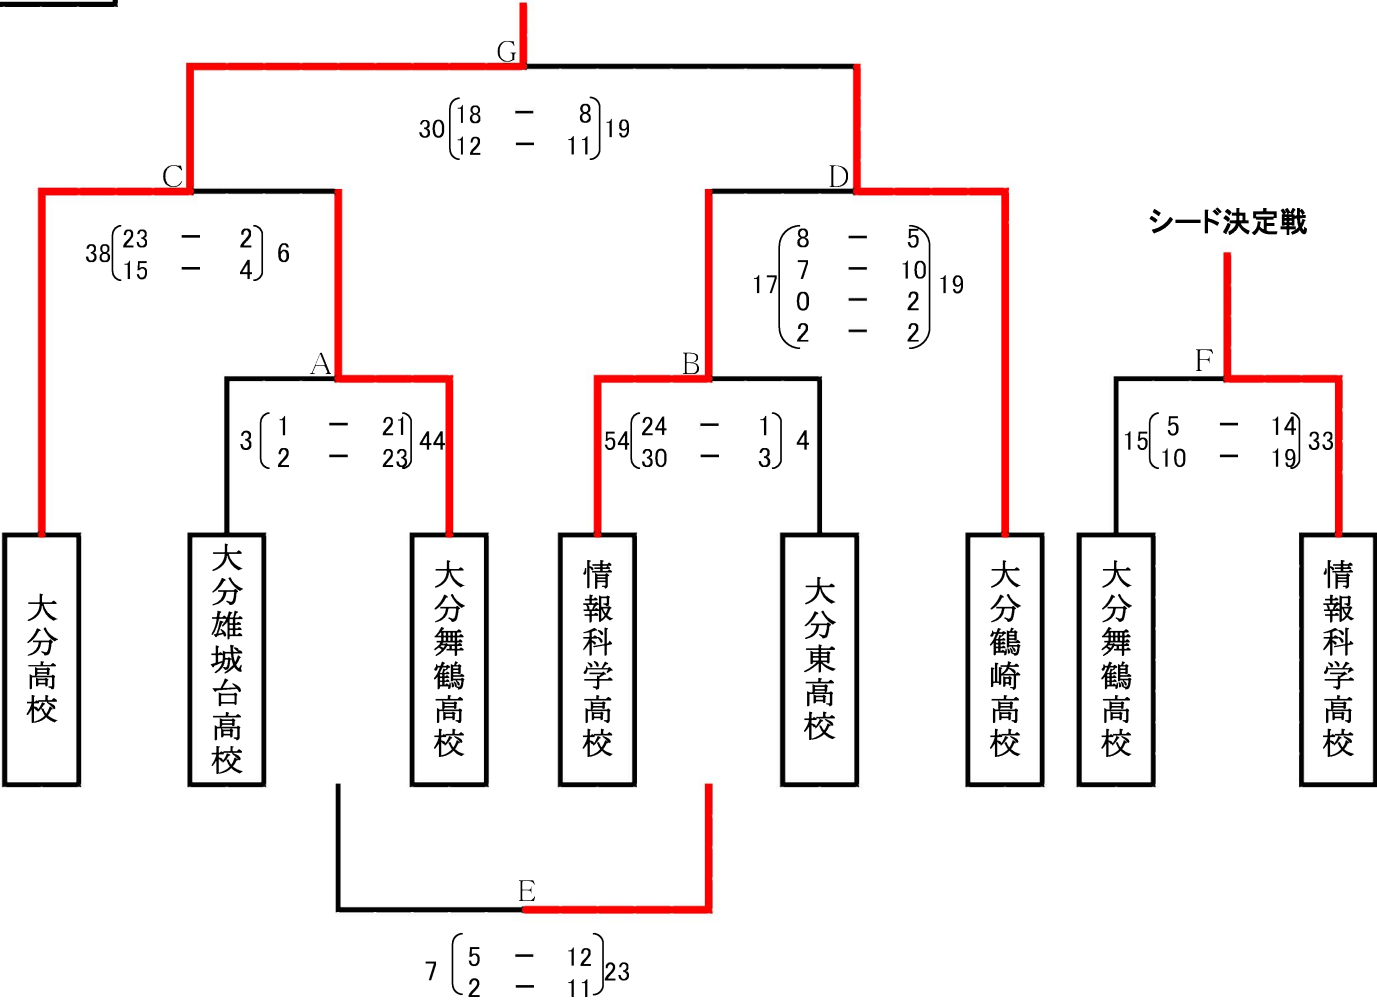 G
30 18 － 8 19
12 － 11
C
D
シード決定戦
38 23 － 2 6
15 － 4
17 8 － 5 19
7 － 10
0 － 2
2 － 2
A
B
F
3 1 － 21 44
2 － 23
54 24 － 1 4
30 － 3
15 5 － 14 33
10 － 19
大分高校
大分雄城台高校
大分舞鶴高校
情報科学高校
大分東高校
大分鶴崎高校
大分舞鶴高校
情報科学高校
E
7 5 － 12 23
2 － 11